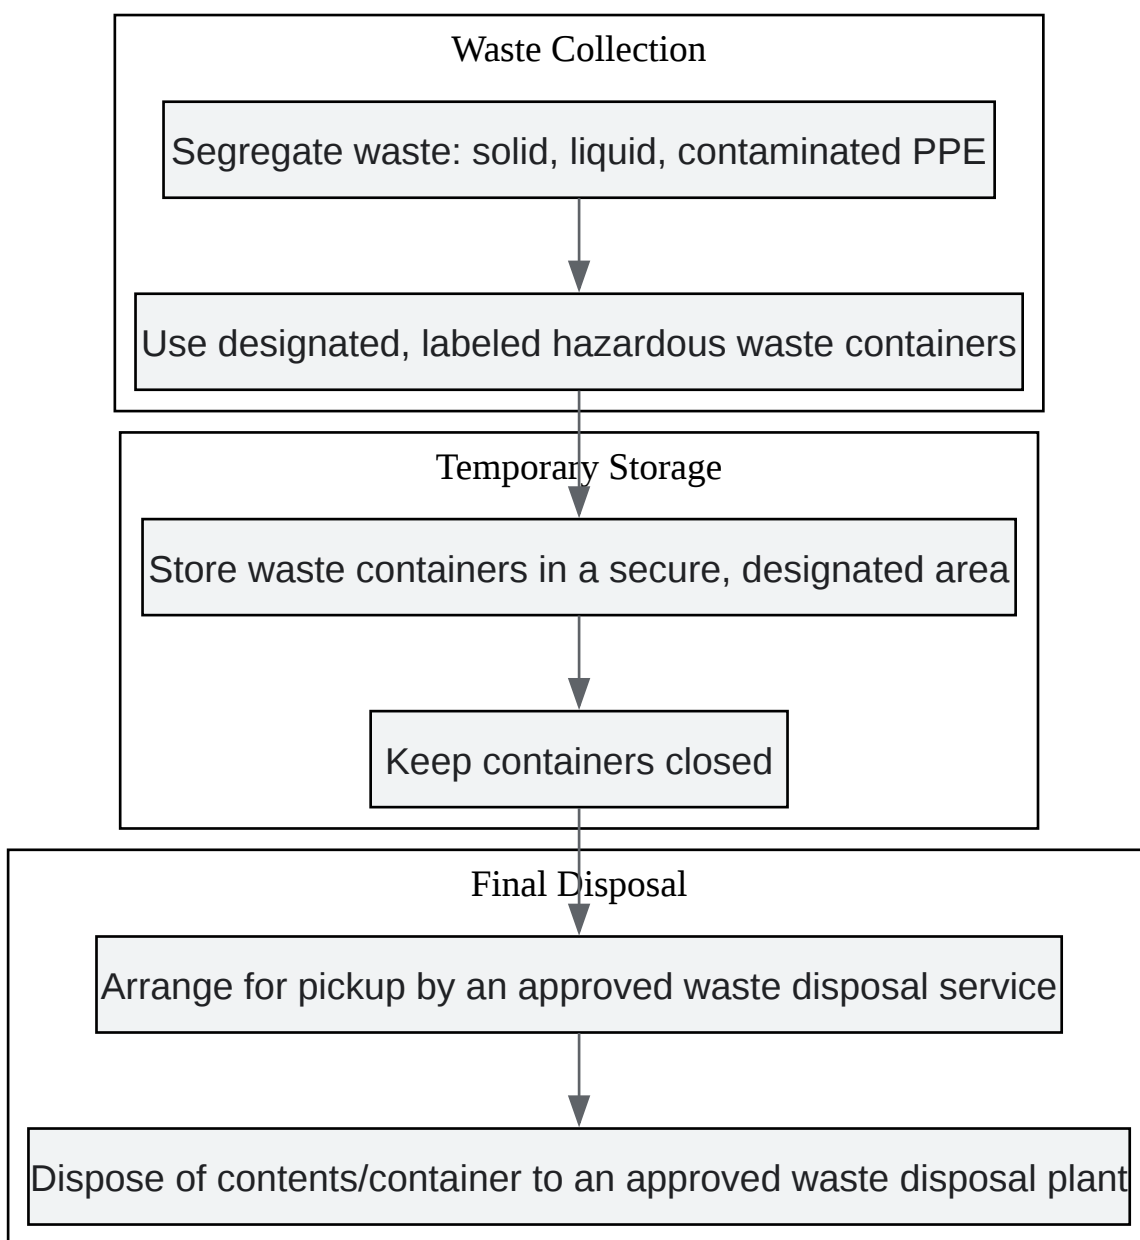 Waste Collection
Segregate waste: solid, liquid, contaminated PPE
Use designated, labeled hazardous waste containers
Temporary Storage
Store waste containers in a secure, designated area
Keep containers closed
Final Disposal
Arrange for pickup by an approved waste disposal service
Dispose of contents/container to an approved waste disposal plant